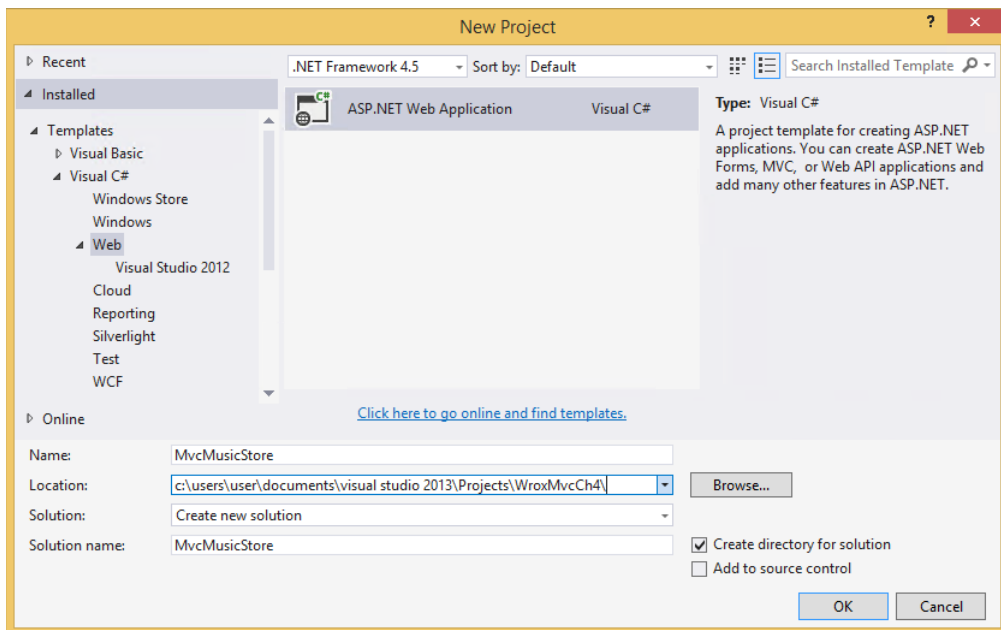 New Project
?
×
Recent
.NET Framework 4.5
Sort by: Default
Search Installed Template
Installed
Templates
Visual Basic
Visual C#
Windows Store
Windows
Web
Visual Studio 2012
Cloud
Reporting
Silverlight
Test
WCF
Online
C#
ASP.NET Web Application
Visual C#
Click here to go online and find templates.
Type: Visual C#
A project template for creating ASP.NET
applications. You can create ASP.NET Web
Forms, MVC, or Web API applications and
add many other features in ASP.NET.
Name: MvcMusicStore
Location: c:\users\user\documents\visual studio 2013\Projects\WroxMvcCh4\
Browse...
Solution: Create new solution
Solution name: MvcMusicStore
Create directory for solution
Add to source control
OK
Cancel